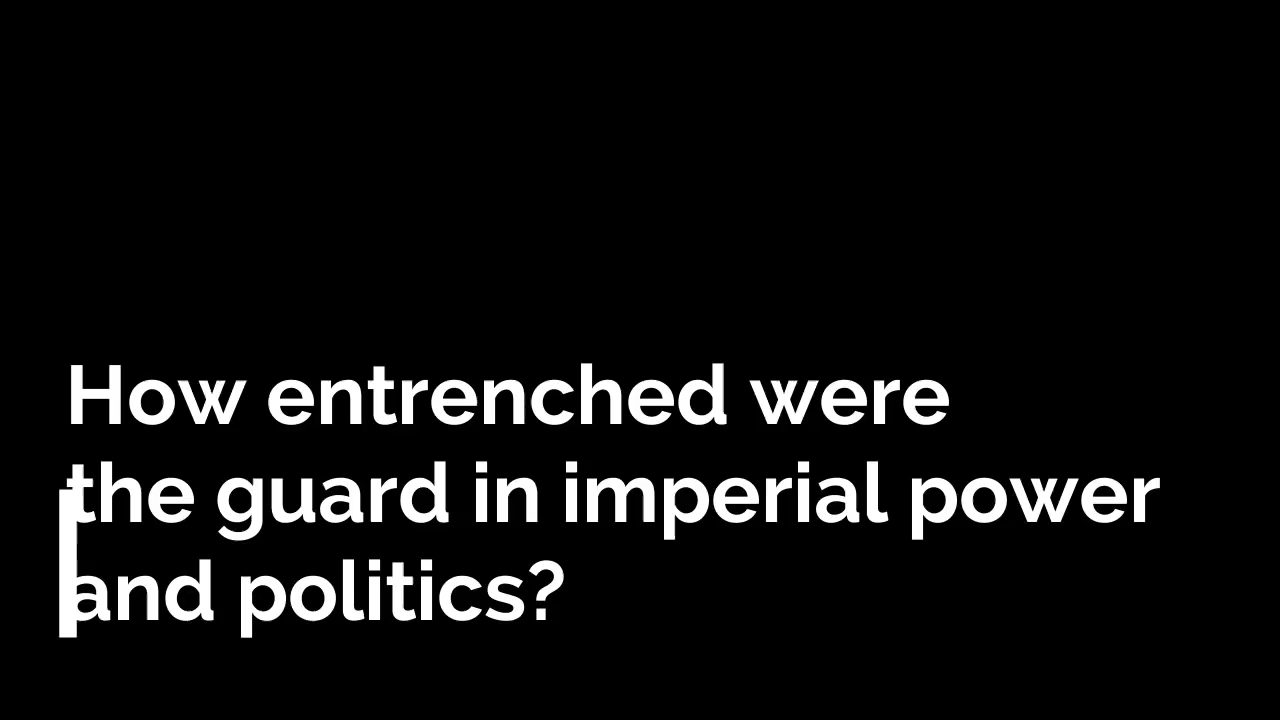 How entrenched were
the guard in imperial power
and politics?